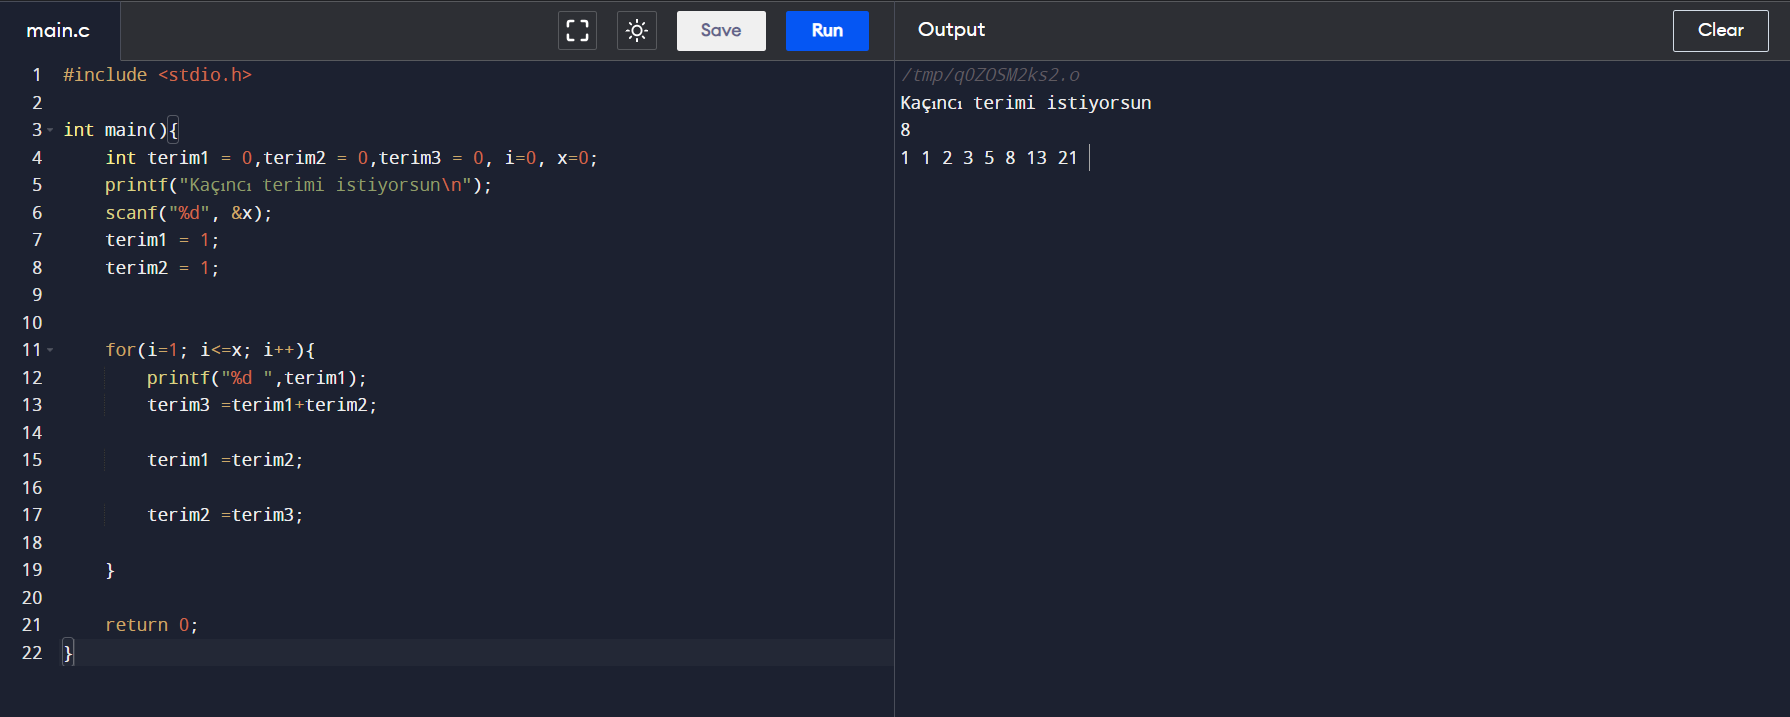 main.c
Save
Run
Output
Clear
1 #include <stdio.h>
2
3 int main(){
4 int terim1 = 0,terim2 = 0,terim3 = 0, i=0, x=0;
5 printf("Kaçıncı terimi istiyorsun\n");
6 scanf("%d", &x);
7 terim1 = 1;
8 terim2 = 1;
9
10
11 for(i=1; i<=x; i++){
12 printf("%d ",terim1);
13 terim3 =terim1+terim2;
14
15 terim1 =terim2;
16
17 terim2 =terim3;
18
19 }
20
21 return 0;
22 }
/tmp/qOZOSM2ks2.o
Kaçıncı terimi istiyorsun
8
1 1 2 3 5 8 13 21